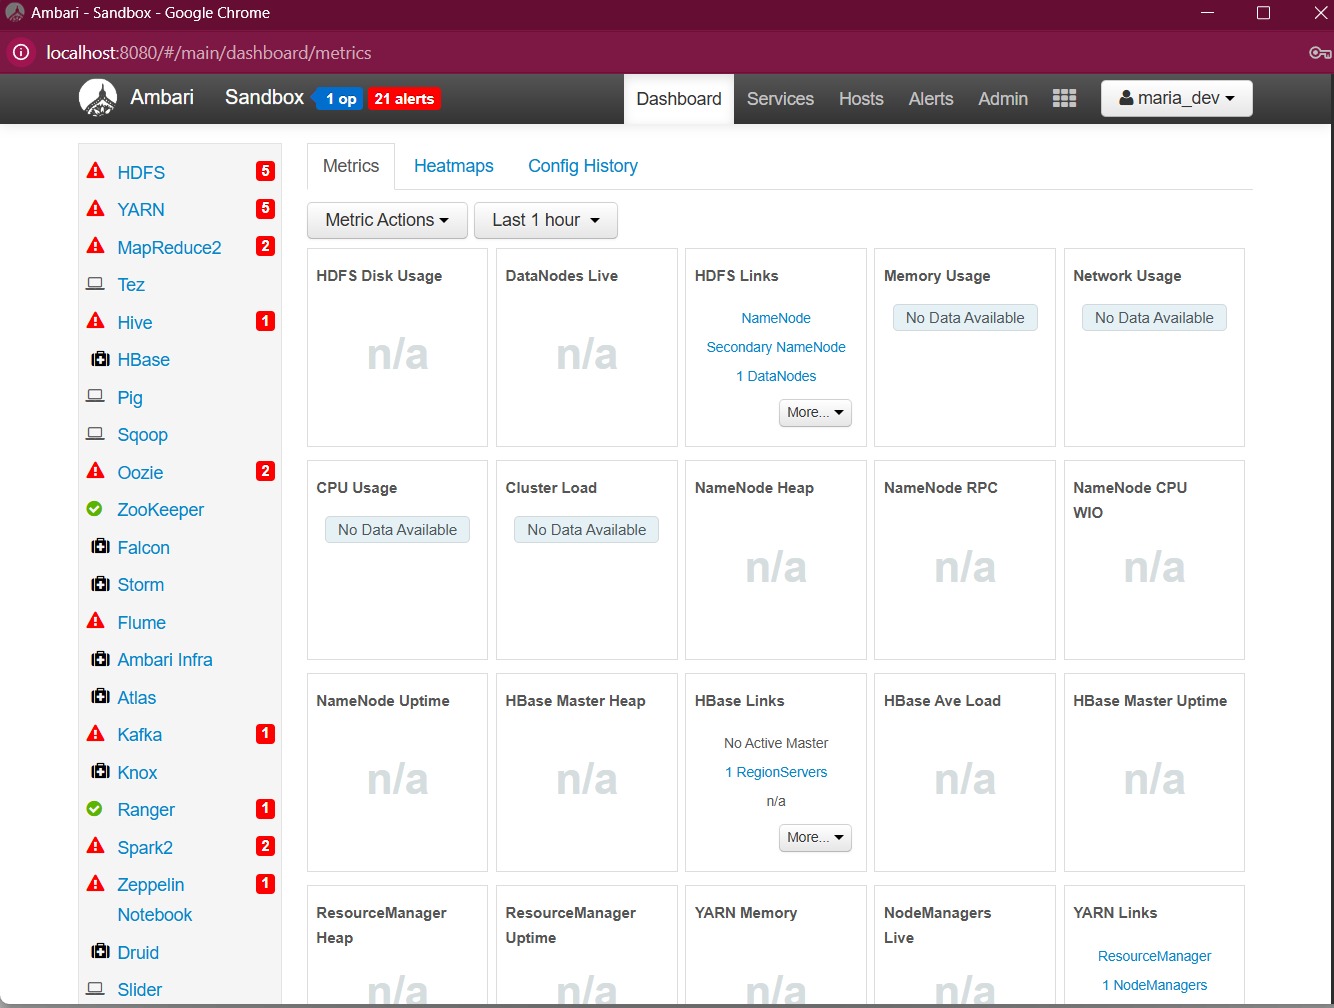 Ambari - Sandbox - Google Chrome
localhost:8080/#/main/dashboard/metrics
Ambari Sandbox 1 op 21 alerts Dashboard Services Hosts Alerts Admin maria_dev
HDFS 5
YARN 5
MapReduce2 2
Tez
Hive 1
HBase
Pig
Sqoop
Oozie 2
ZooKeeper
Falcon
Storm
Flume
Ambari Infra
Atlas
Kafka 1
Knox
Ranger 1
Spark2 2
Zeppelin 1
Notebook
Druid
Slider
Metrics Heatmaps Config History
Metric Actions Last 1 hour
HDFS Disk Usage
n/a
DataNodes Live
n/a
HDFS Links
NameNode
Secondary NameNode
1 DataNodes
More...
Memory Usage
No Data Available
Network Usage
No Data Available
CPU Usage
No Data Available
Cluster Load
No Data Available
NameNode Heap
n/a
NameNode RPC
n/a
NameNode CPU
WIO
n/a
NameNode Uptime
n/a
HBase Master Heap
n/a
HBase Links
No Active Master
1 RegionServers
n/a
More...
HBase Ave Load
n/a
HBase Master Uptime
n/a
ResourceManager
Heap
n/a
ResourceManager
Uptime
n/a
YARN Memory
n/a
NodeManagers
Live
n/a
YARN Links
ResourceManager
1 NodeManagers